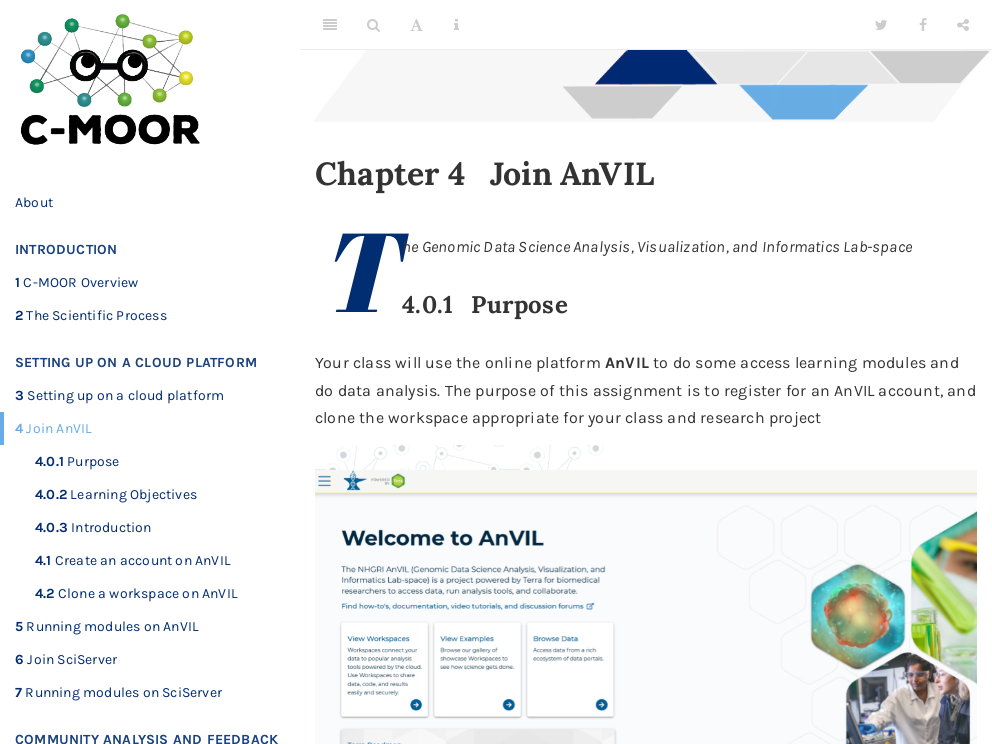 C-MOOR
About
INTRODUCTION
1 C-MOOR Overview
2 The Scientific Process
SETTING UP ON A CLOUD PLATFORM
3 Setting up on a cloud platform
4 Join AnVIL
4.0.1 Purpose
4.0.2 Learning Objectives
4.0.3 Introduction
4.1 Create an account on AnVIL
4.2 Clone a workspace on AnVIL
5 Running modules on AnVIL
6 Join SciServer
7 Running modules on SciServer
COMMUNITY ANALYSIS AND FEEDBACK
Chapter 4 Join AnVIL
The Genomic Data Science Analysis, Visualization, and Informatics Lab-space
4.0.1 Purpose
Your class will use the online platform AnVIL to do some access learning modules and
do data analysis. The purpose of this assignment is to register for an AnVIL account, and
clone the workspace appropriate for your class and research project
Welcome to AnVIL
The NHGRI AnVIL (Genomic Data Science Analysis, Visualization, and
Informatics Lab-space) is a project powered by Terra for biomedical
researchers to access data, run analysis tools, and collaborate.
Find how-to's, documentation, video tutorials, and discussion forums
View Workspaces
Workspaces connect your
data to popular analysis
tools powered by the cloud.
Use Workspaces to share
data, code, and results
easily and securely.
View Examples
Browse our gallery of
showcase Workspaces to
see how science gets done.
Browse Data
Access data from a rich
ecosystem of data portals.